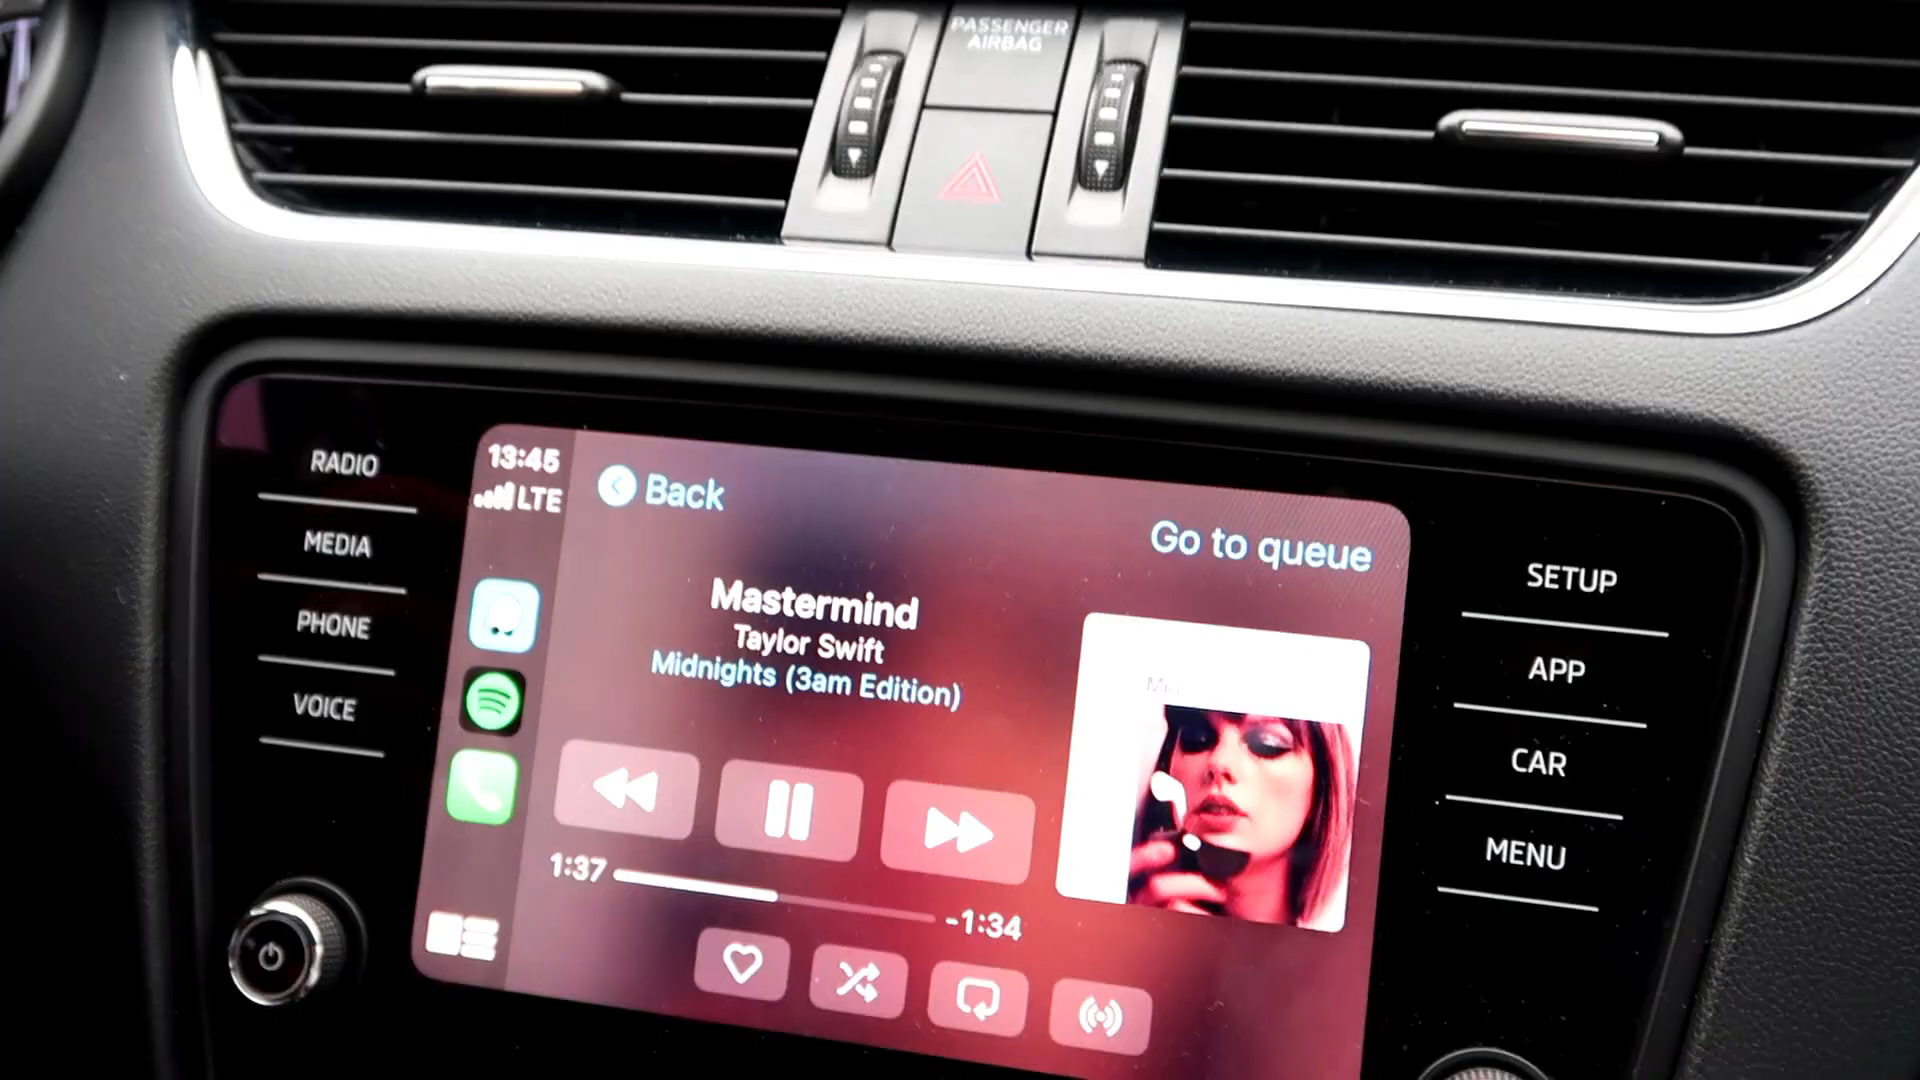 PASSENGER
AIRBAG
RADIO
MEDIA
PHONE
VOICE
13:45
LTE
Back
Go to queue
Mastermind
Taylor Swift
Midnights (3am Edition)
1:37
-1:34
SETUP
APP
CAR
MENU